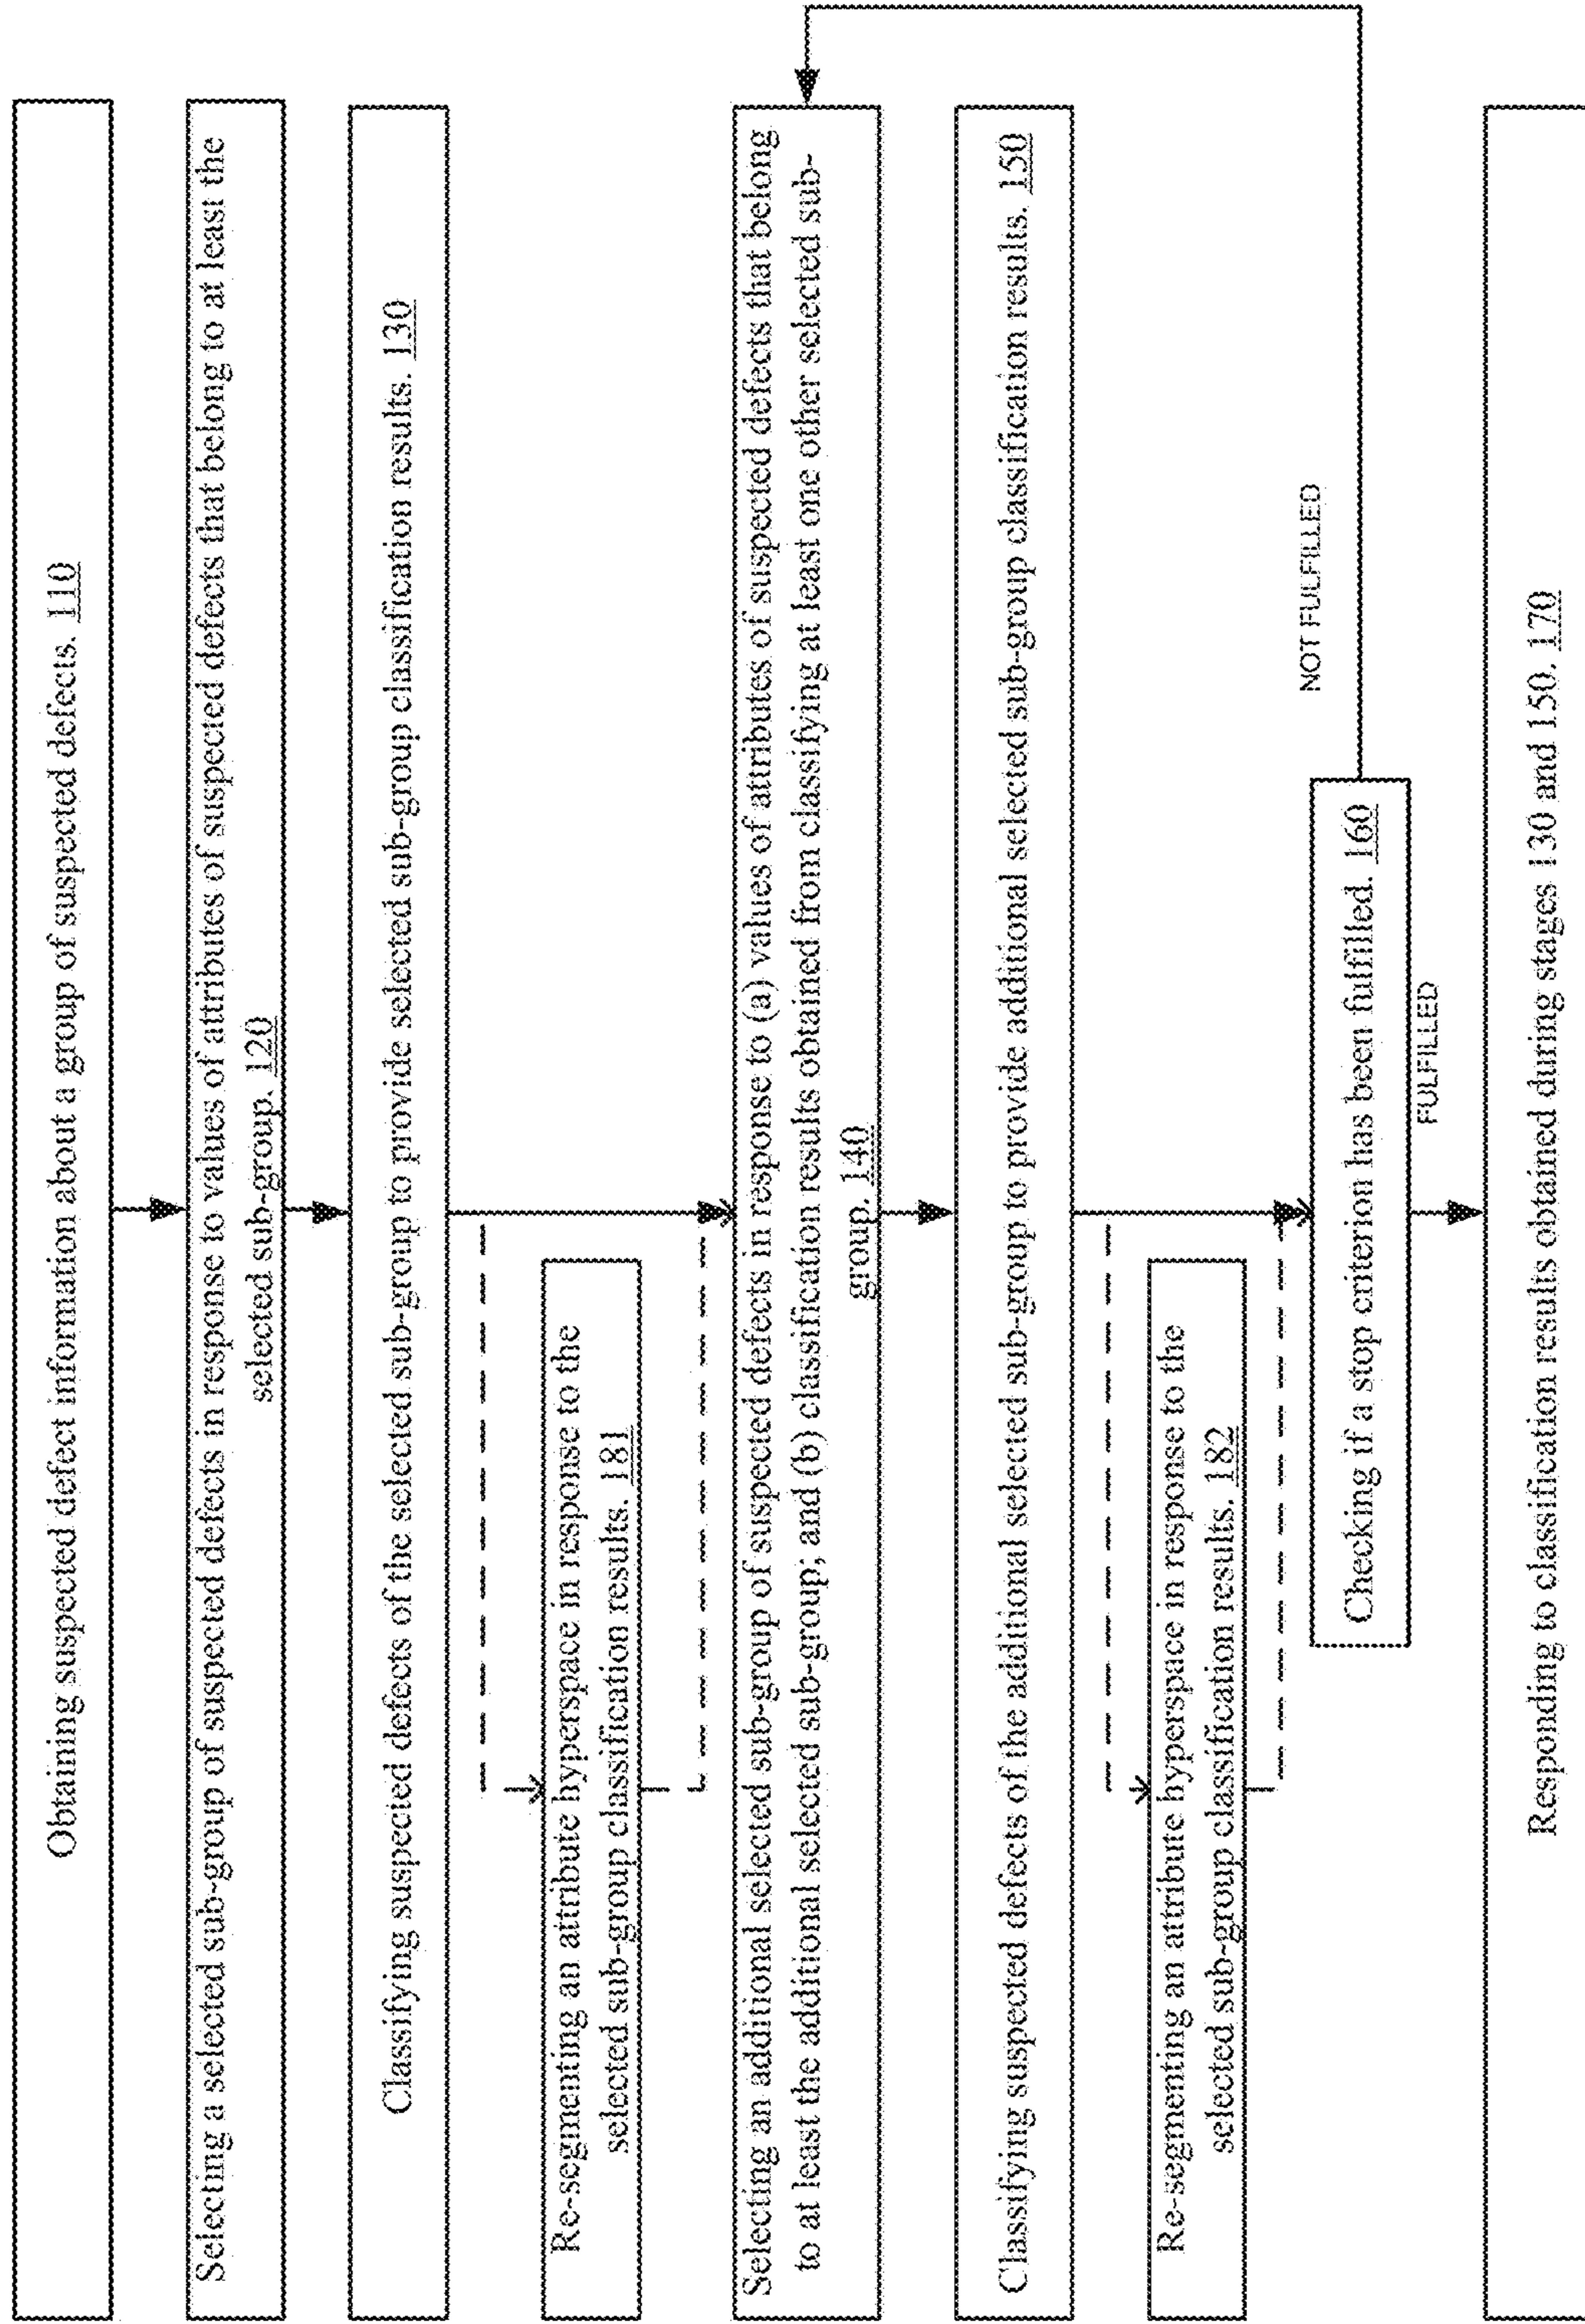 Obtaining suspected defect information about a group of suspected defects. 110
Selecting a selected sub-group of suspected defects in response to values of attributes of suspected defects that belong to at least the
selected sub-group. 120
Classifying suspected defects of the selected sub-group to provide selected sub-group classification results. 130
Re-segmenting an attribute hyperspace in response to the
selected sub-group classification results. 181
Selecting an additional selected sub-group of suspected defects in response to (a) values of attributes of suspected defects that belong
to at least the additional selected sub-group; and (b) classification results obtained from classifying at least one other selected sub-
group. 140
Classifying suspected defects of the additional selected sub-group to provide additional selected sub-group classification results. 150
Re-segmenting an attribute hyperspace in response to the
selected sub-group classification results. 182
NOT FULFILLED
Checking if a stop criterion has been fulfilled. 160
FULFILLED
Responding to classification results obtained during stages 130 and 150. 170